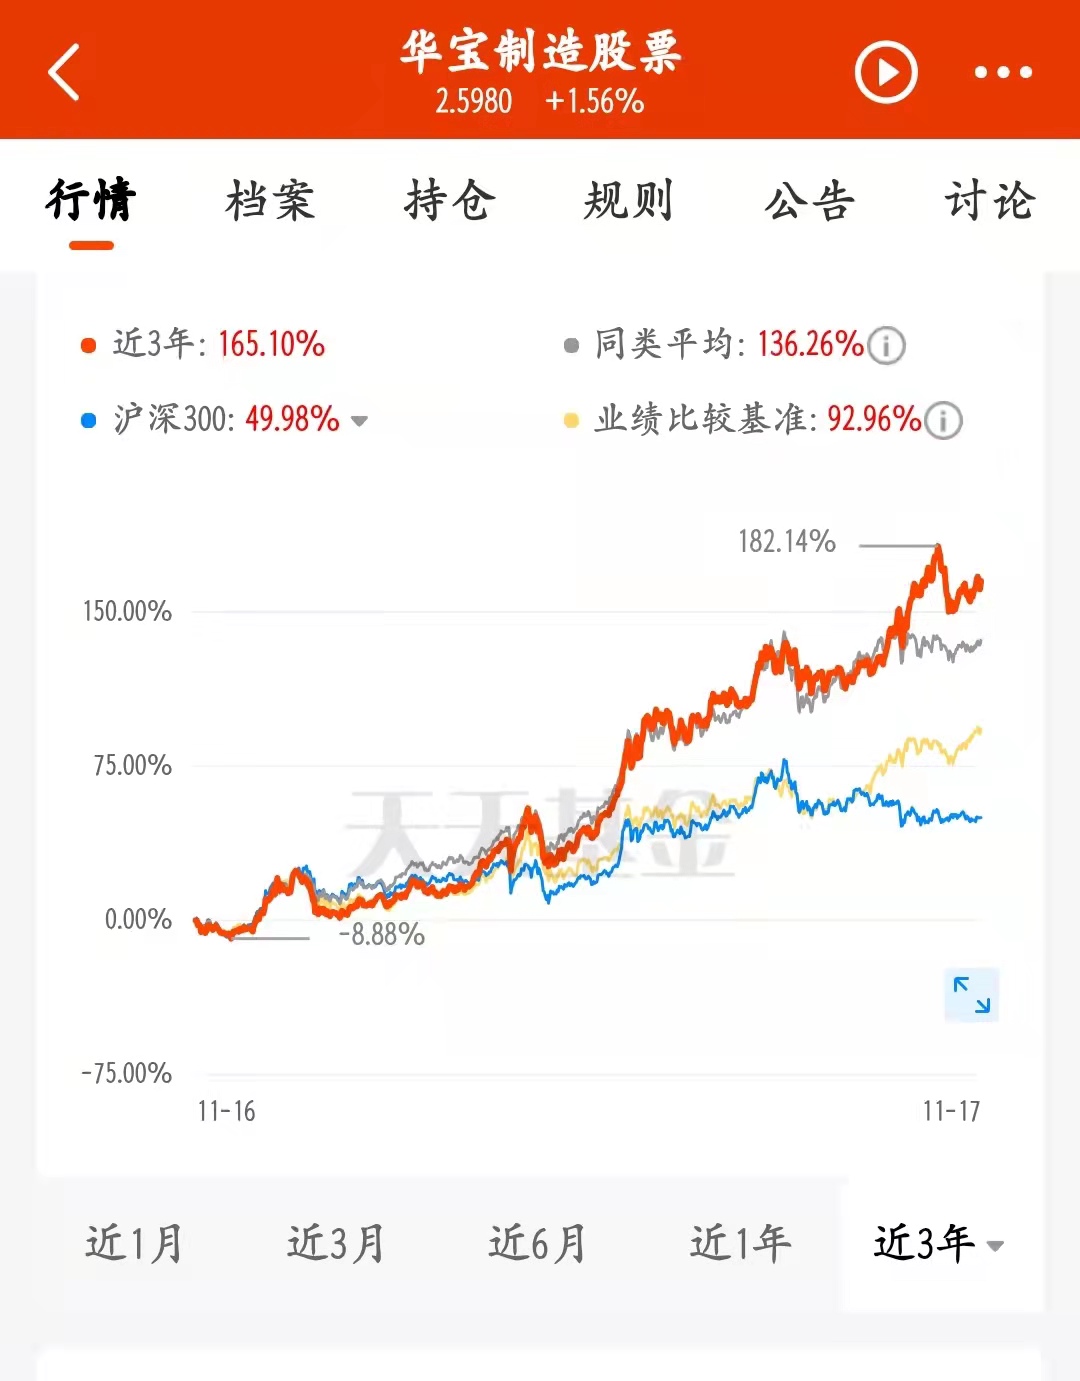 华宝制造股票
2.5980 +1.56%
行情 档案 持仓 规则 公告 讨论
近3年: 165.10% 同类平均: 136.26%
沪深300: 49.98% 业绩比较基准: 92.96%
182.14%
150.00%
75.00%
天天基金
0.00%
-8.88%
-75.00%
11-16 11-17
近1月 近3月 近6月 近1年 近3年